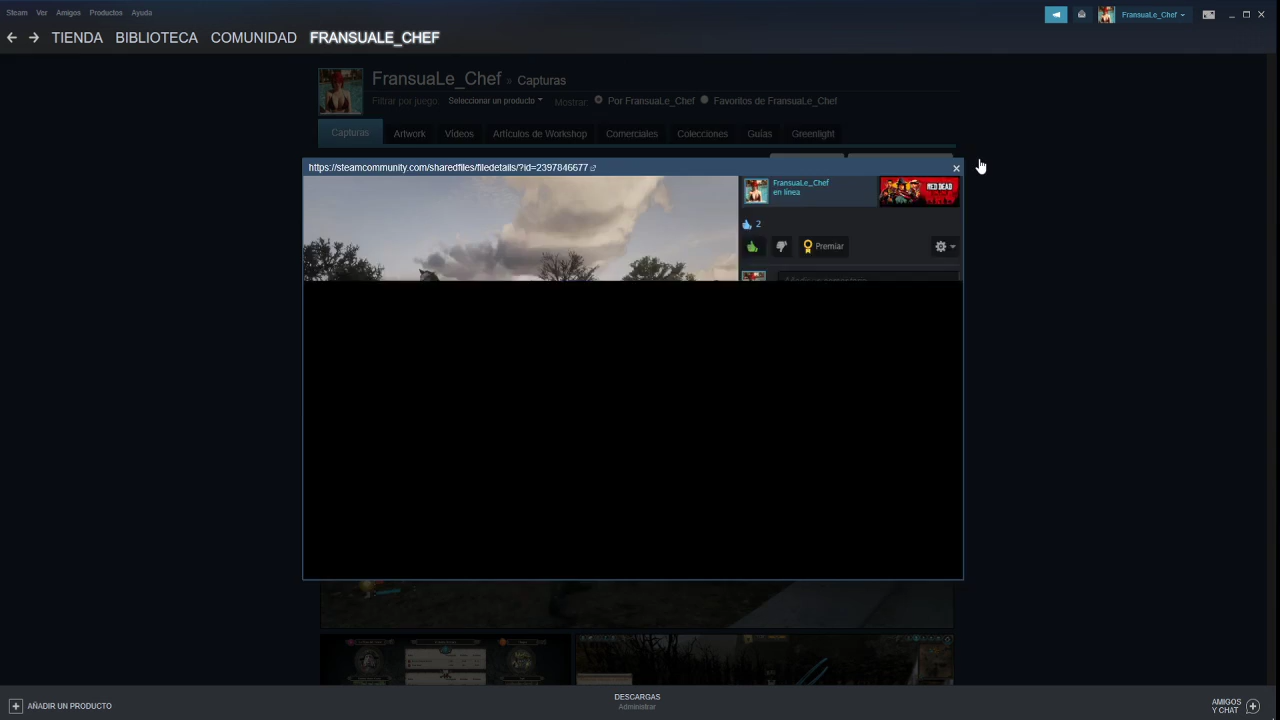 Steam Ver Amigos Productos Ayuda
FransuaLe_Chef
TIENDA BIBLIOTECA COMUNIDAD FRANSUALE_CHEF
FransuaLe_Chef » Capturas
Filtrar por juego: Seleccionar un producto Mostrar: Por FransuaLe_Chef Favoritos de FransuaLe_Chef
Capturas Artwork Vídeos Artículos de Workshop Comerciales Colecciones Guías Greenlight
https://steamcommunity.com/sharedfiles/filedetails/?id=2397846677
FransuaLe_Chef
en línea
RED DEAD
2
Premiar
AÑADIR UN PRODUCTO
DESCARGAS
Administrar
AMIGOS
Y CHAT